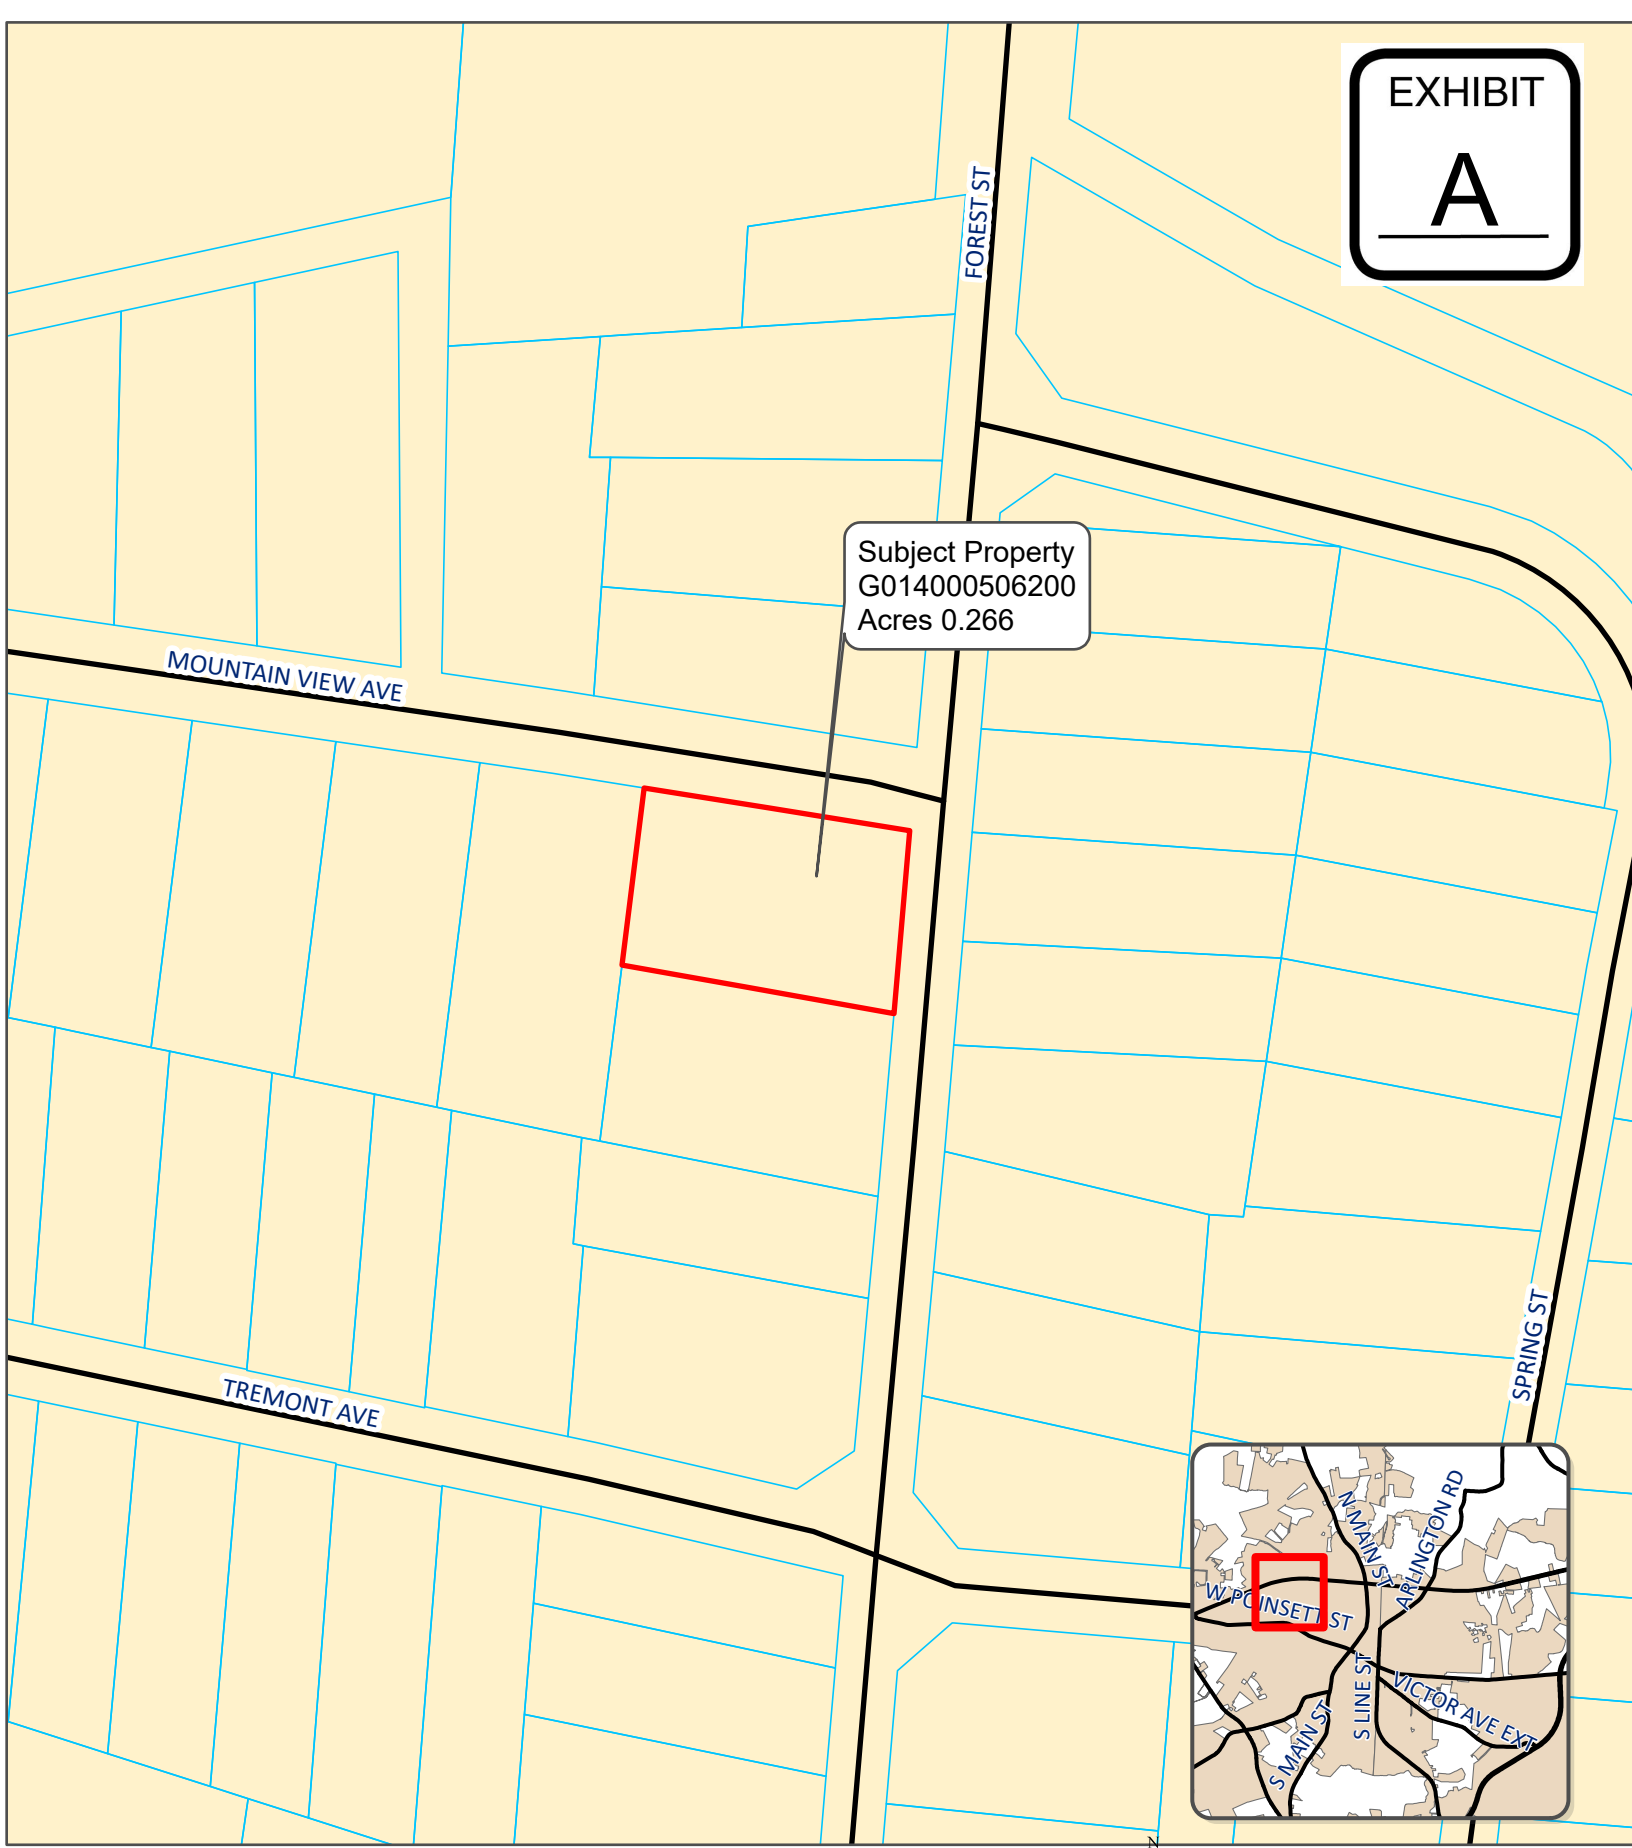 EXHIBIT
A
FOREST ST
Subject Property
G014000506200
Acres 0.266
MOUNTAIN VIEW AVE
TREMONT AVE
SPRING ST
N MAIN ST
ARLINGTON RD
W POINSETT ST
S LINE ST
VICTOR AVE EXT
S MAIN ST
N